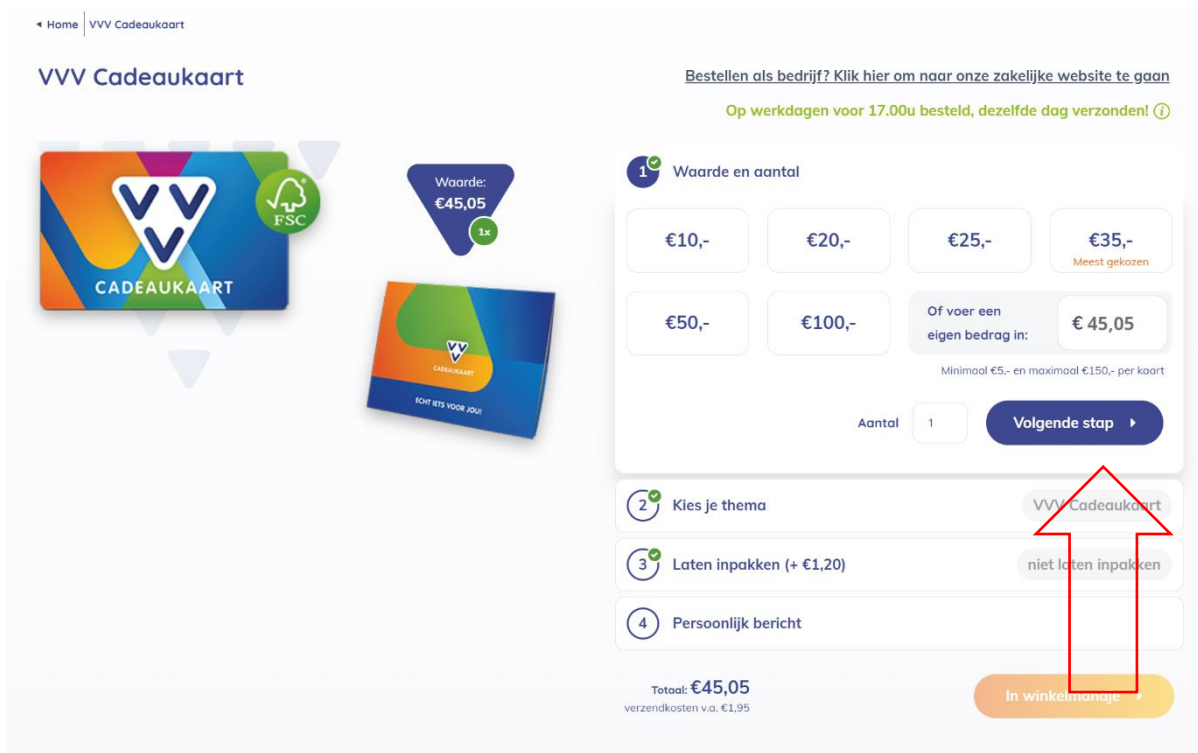 Home VVV Cadeaukaart
VVV Cadeaukaart
Bestellen als bedrijf? Klik hier om naar onze zakelijke website te gaan
Op werkdagen voor 17.00u besteld, dezelfde dag verzonden! i
VVV
CADEAUKAART
FSC
Waarde:
€45,05
1x
VVV
CADEAUKAART
ECHT IETS VOOR JOU!
1 Waarde en aantal
€10,- €20,- €25,- €35,-
Meest gekozen
€50,- €100,-
Of voer een
eigen bedrag in:
€ 45,05
Minimaal €5,- en maximaal €150,- per kaart
Aantal 1 Volgende stap
2 Kies je thema VVV Cadeaukaart
3 Laten inpakken (+ €1,20) niet laten inpakken
4 Persoonlijk bericht
Totaal: €45,05
verzendkosten v.a. €1,95
In winkelmandje